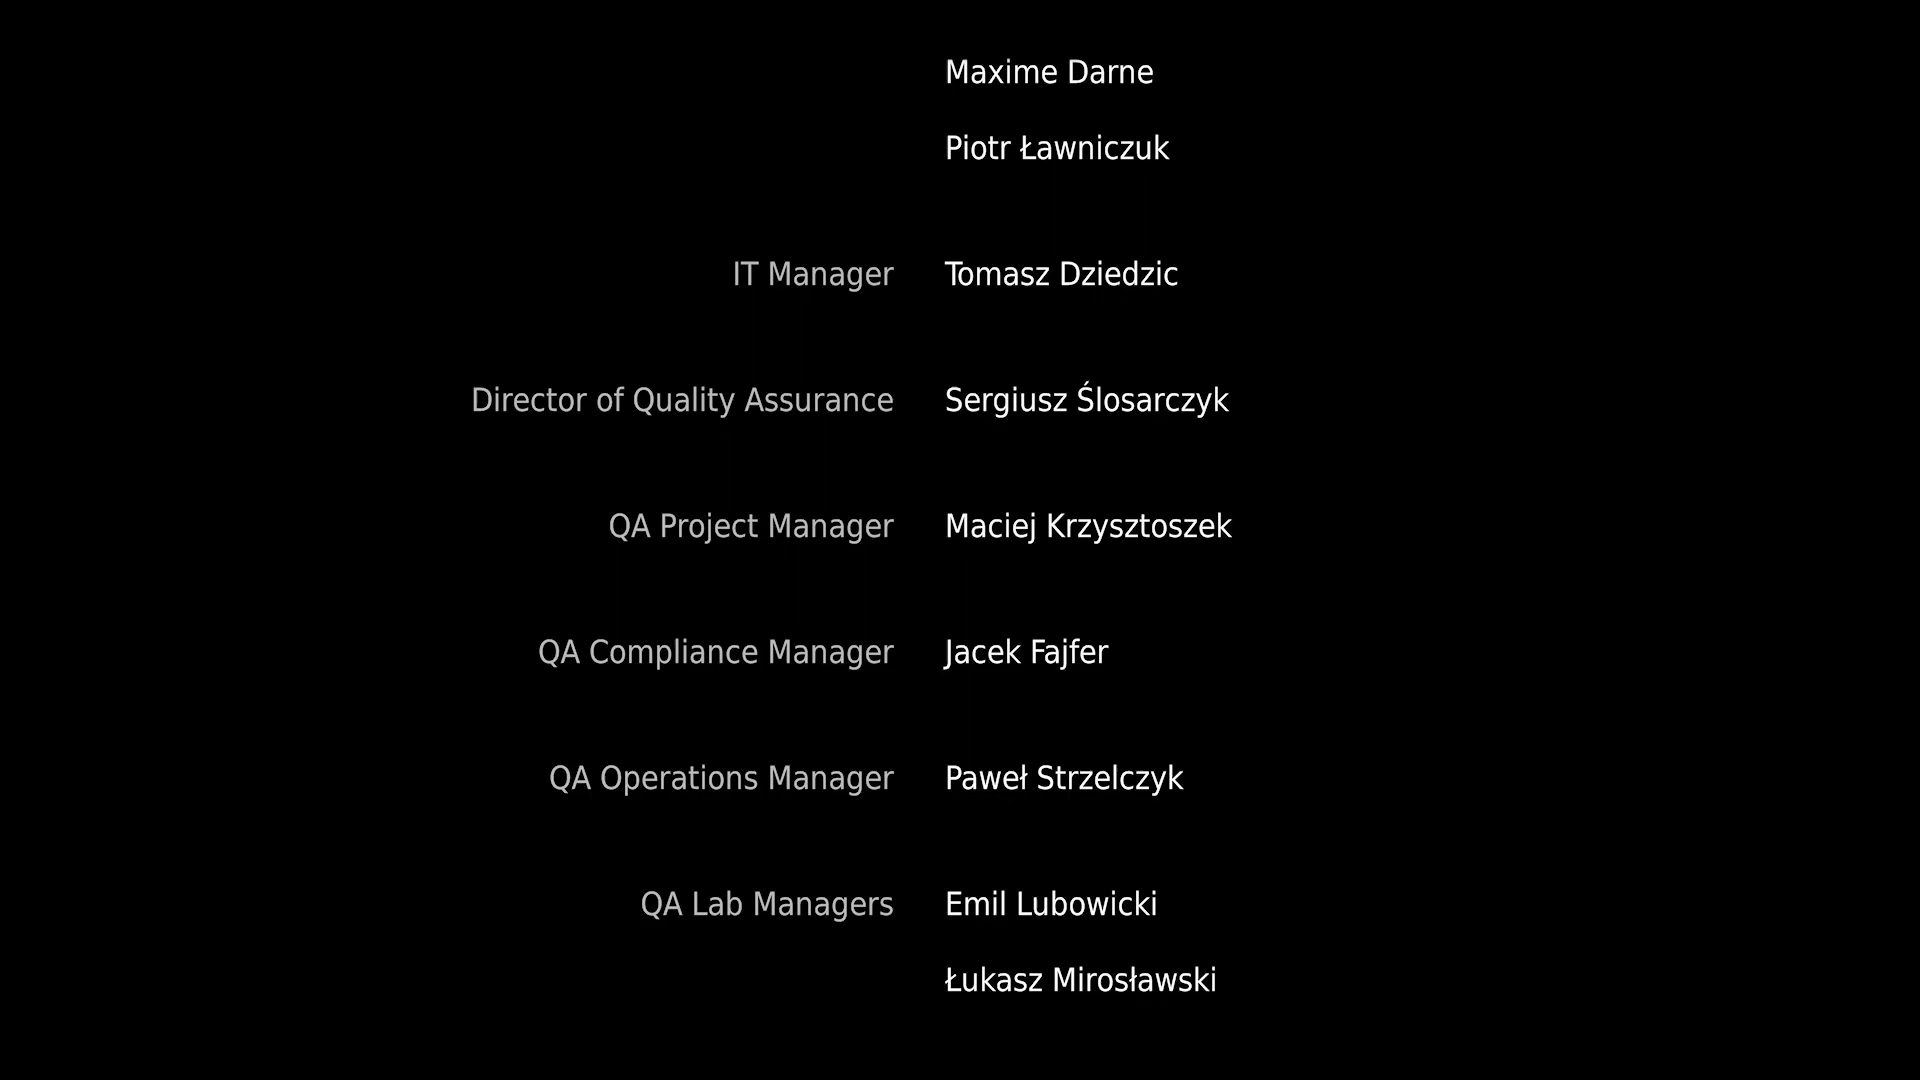 Maxime Darne
Piotr Ławniczuk
IT Manager Tomasz Dziedzic
Director of Quality Assurance Sergiusz Ślosarczyk
QA Project Manager Maciej Krzysztoszek
QA Compliance Manager Jacek Fajfer
QA Operations Manager Paweł Strzelczyk
QA Lab Managers Emil Lubowicki
Łukasz Mirosławski